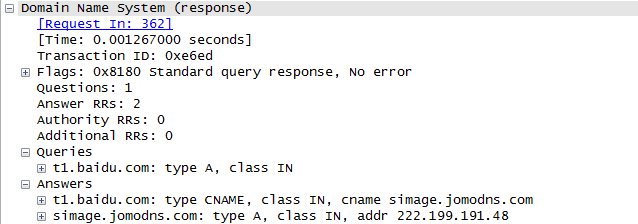 Domain Name System (response)
[Request In: 362]
[Time: 0.001267000 seconds]
Transaction ID: 0xe6ed
Flags: 0x8180 Standard query response, No error
Questions: 1
Answer RRs: 2
Authority RRs: 0
Additional RRs: 0
Queries
t1.baidu.com: type A, class IN
Answers
t1.baidu.com: type CNAME, class IN, cname simage.jomodns.com
simage.jomodns.com: type A, class IN, addr 222.199.191.48